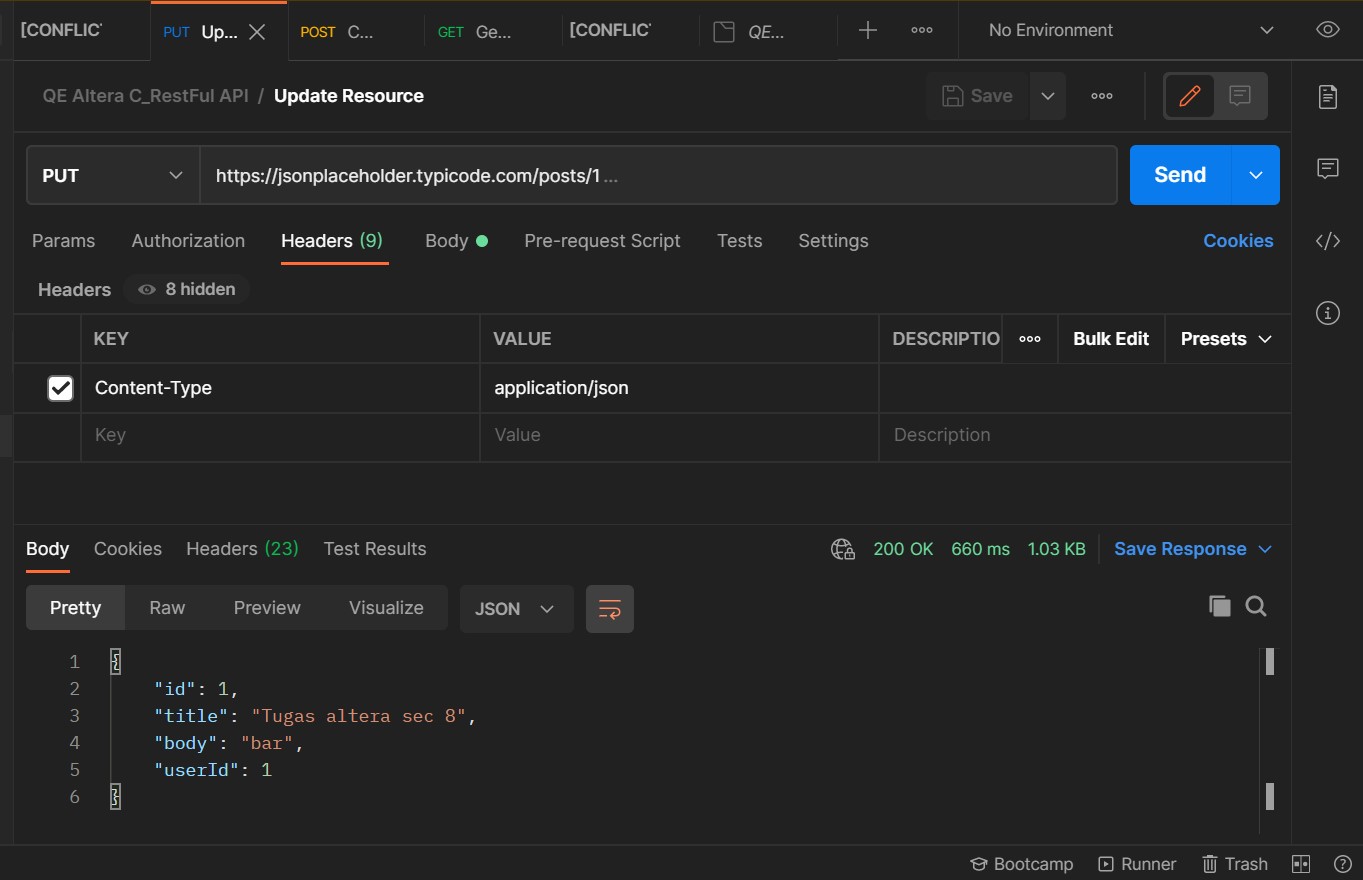 [CONFLIC' PUT Up... POST C... GET Ge... [CONFLIC' QE... No Environment
QE Altera C_RestFul API / Update Resource Save
PUT https://jsonplaceholder.typicode.com/posts/1 ... Send
Params Authorization Headers (9) Body Pre-request Script Tests Settings Cookies
Headers 8 hidden
KEY VALUE DESCRIPTIO Bulk Edit Presets
Content-Type application/json
Key Value Description
Body Cookies Headers (23) Test Results 200 OK 660 ms 1.03 KB Save Response
Pretty Raw Preview Visualize JSON
1 {
2 "id": 1,
3 "title": "Tugas altera sec 8",
4 "body": "bar",
5 "userId": 1
6 }
Bootcamp Runner Trash